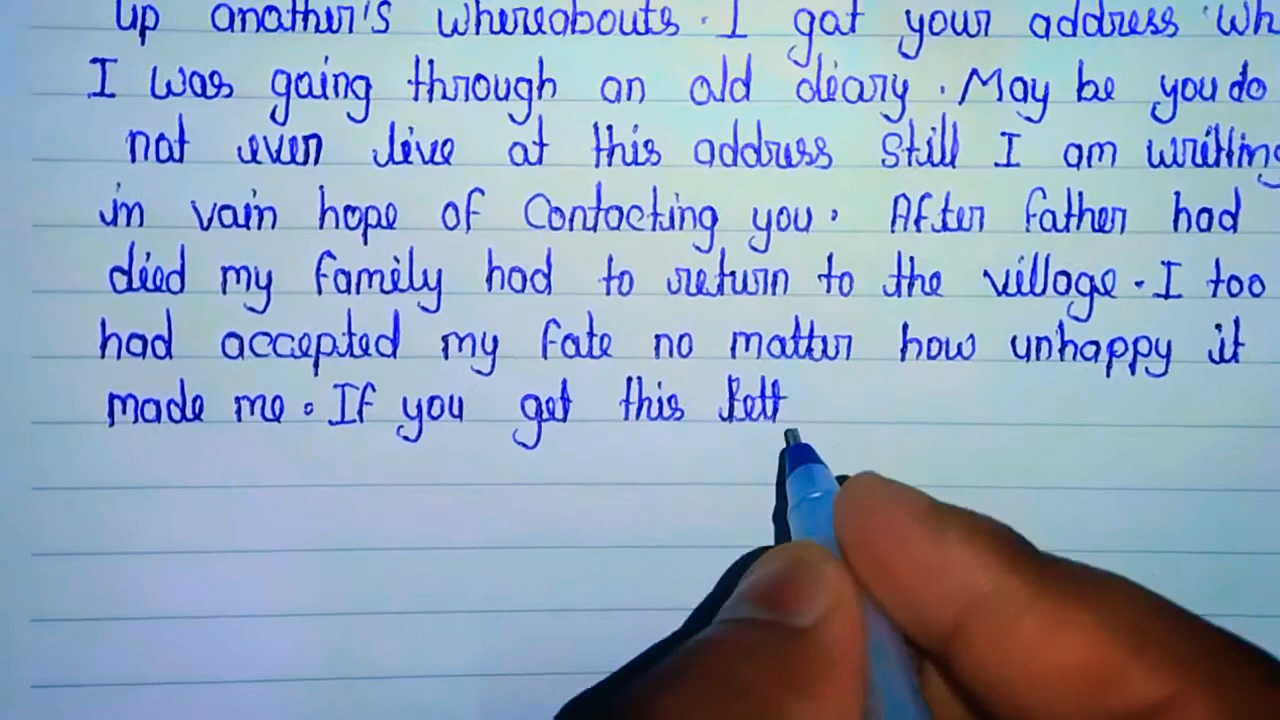 up another's whereabouts. I got your address wh
I was going through an old diary. May be you do
not even live at this address still I am writting
in vain hope of contacting you. After father had
died my family had to return to the village. I too
had accepted my fate no matter how unhappy it
made me. If you get this lett